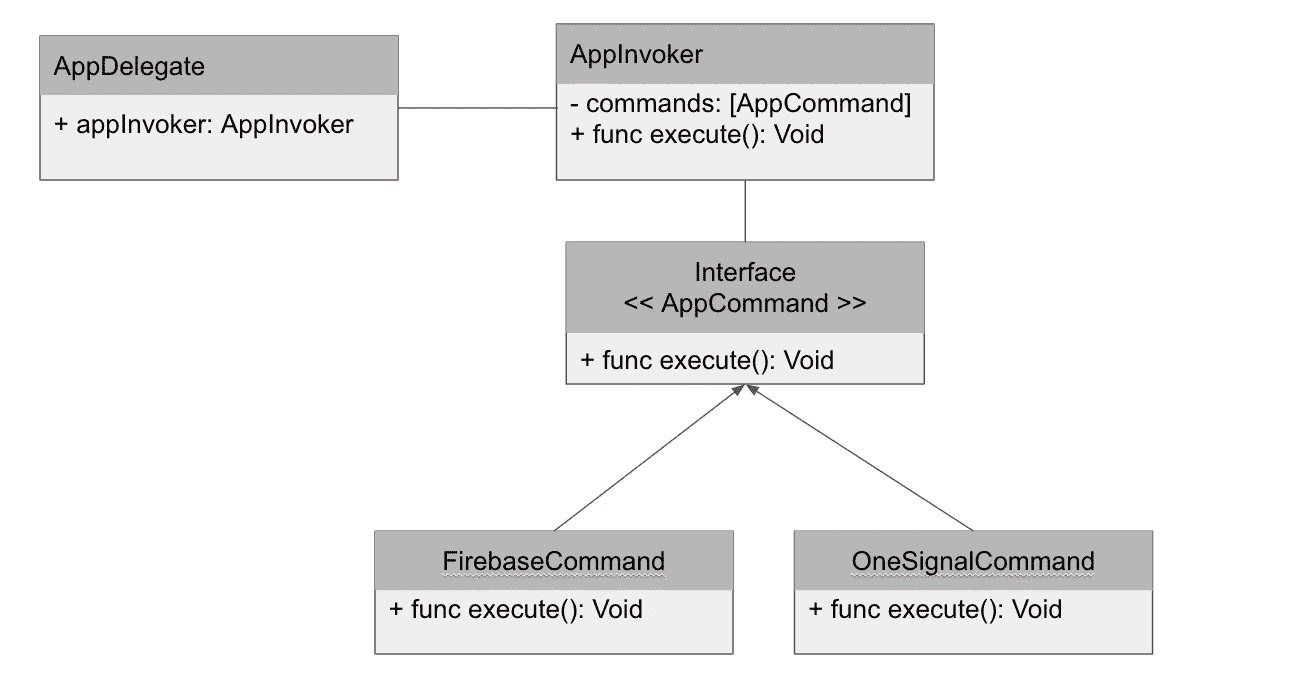 AppDelegate
+ appInvoker: AppInvoker
AppInvoker
- commands: [AppCommand]
+ func execute(): Void
Interface
<< AppCommand >>
+ func execute(): Void
FirebaseCommand
+ func execute(): Void
OneSignalCommand
+ func execute(): Void